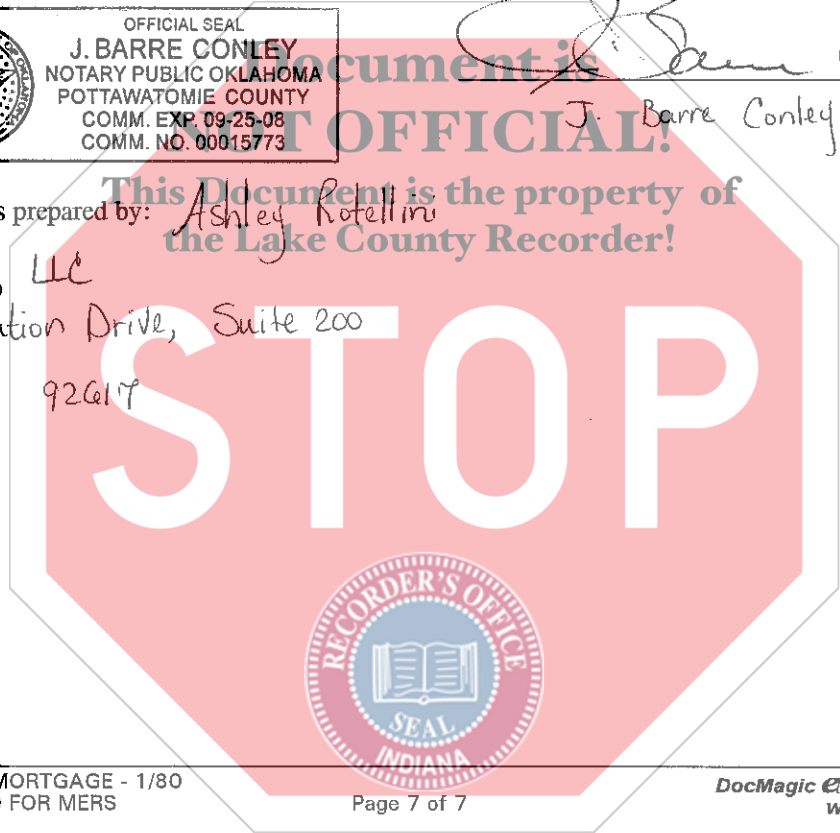 OFFICIAL SEAL
J. BARRE CONLEY
NOTARY PUBLIC OKLAHOMA
POTTAWATOMIE COUNTY
COMM. EXP. 09-25-08
COMM. NO. 00015773
Document is
NOT OFFICIAL!
J. Barre Conley
This Document is the property of
the Lake County Recorder!
prepared by: Ashley Rotellini
LLC
Drive, Suite 200
92617
STOP
RECORDER'S OFFICE
SEAL
INDIANA
MORTGAGE - 1/80
FOR MERS
Page 7 of 7
DocMagic